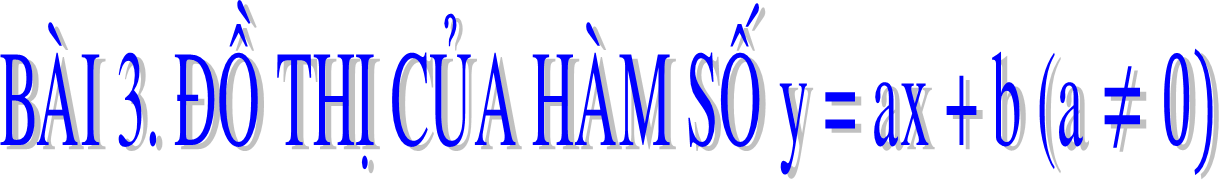 BÀI 3. ĐỒ THỊ CỦA HÀM SỐ y = ax + b (a ≠ 0)